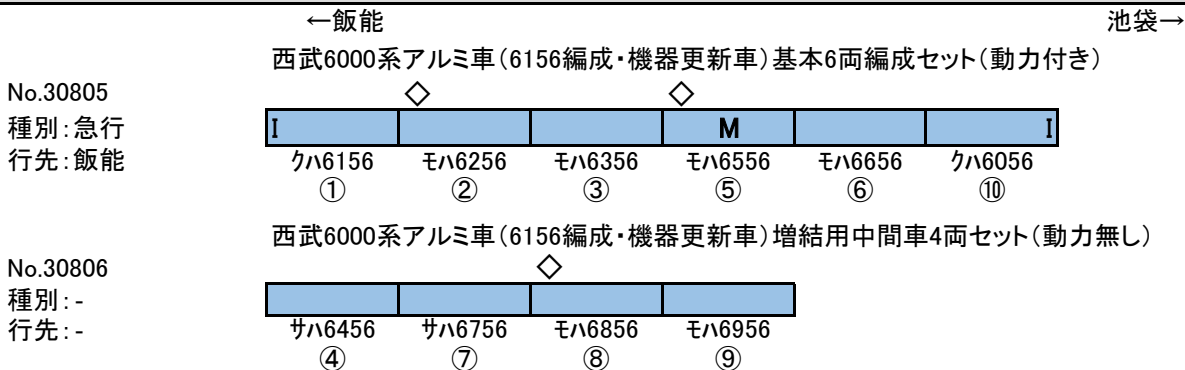 ←飯能 池袋→
西武6000系アルミ車(6156編成・機器更新車)基本6両編成セット(動力付き)
No.30805 ◇ ◇
種別:急行 I M I
行先:飯能 クハ6156 モハ6256 モハ6356 モハ6556 モハ6656 クハ6056
① ② ③ ⑤ ⑥ ⑩
西武6000系アルミ車(6156編成・機器更新車)増結用中間車4両セット(動力無し)
No.30806 ◇
種別:-
行先:- サハ6456 サハ6756 モハ6856 モハ6956
④ ⑦ ⑧ ⑨